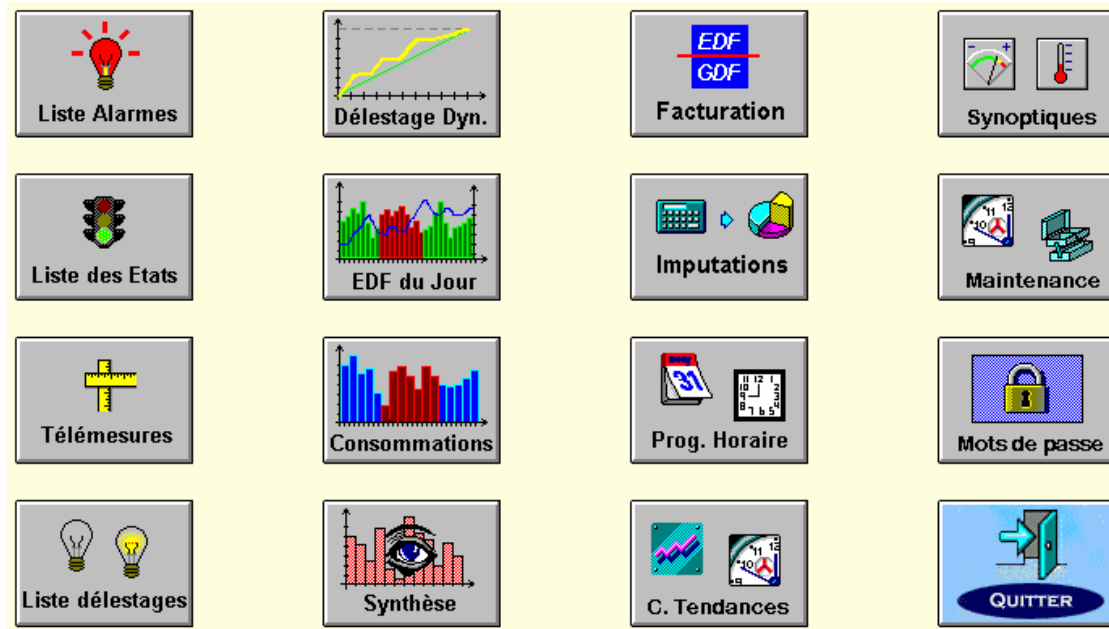 Liste Alarmes
Délestage Dyn.
EDF
GDF
Facturation
Synoptiques
Liste des Etats
EDF du Jour
Imputations
Maintenance
Télémesures
Consommations
31
Prog. Horaire
Mots de passe
Liste délestages
Synthèse
C. Tendances
QUITTER